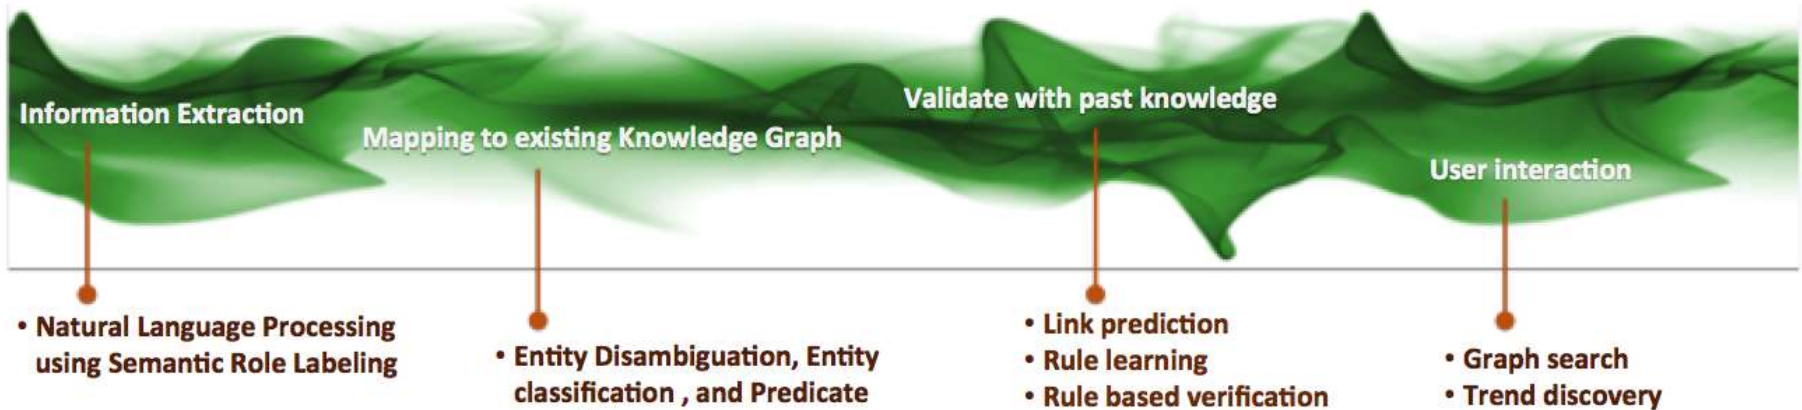 Information Extraction
Mapping to existing Knowledge Graph
Validate with past knowledge
User interaction
• Natural Language Processing
using Semantic Role Labeling
• Entity Disambiguation, Entity
classification , and Predicate
• Link prediction
• Rule learning
• Rule based verification
• Graph search
• Trend discovery